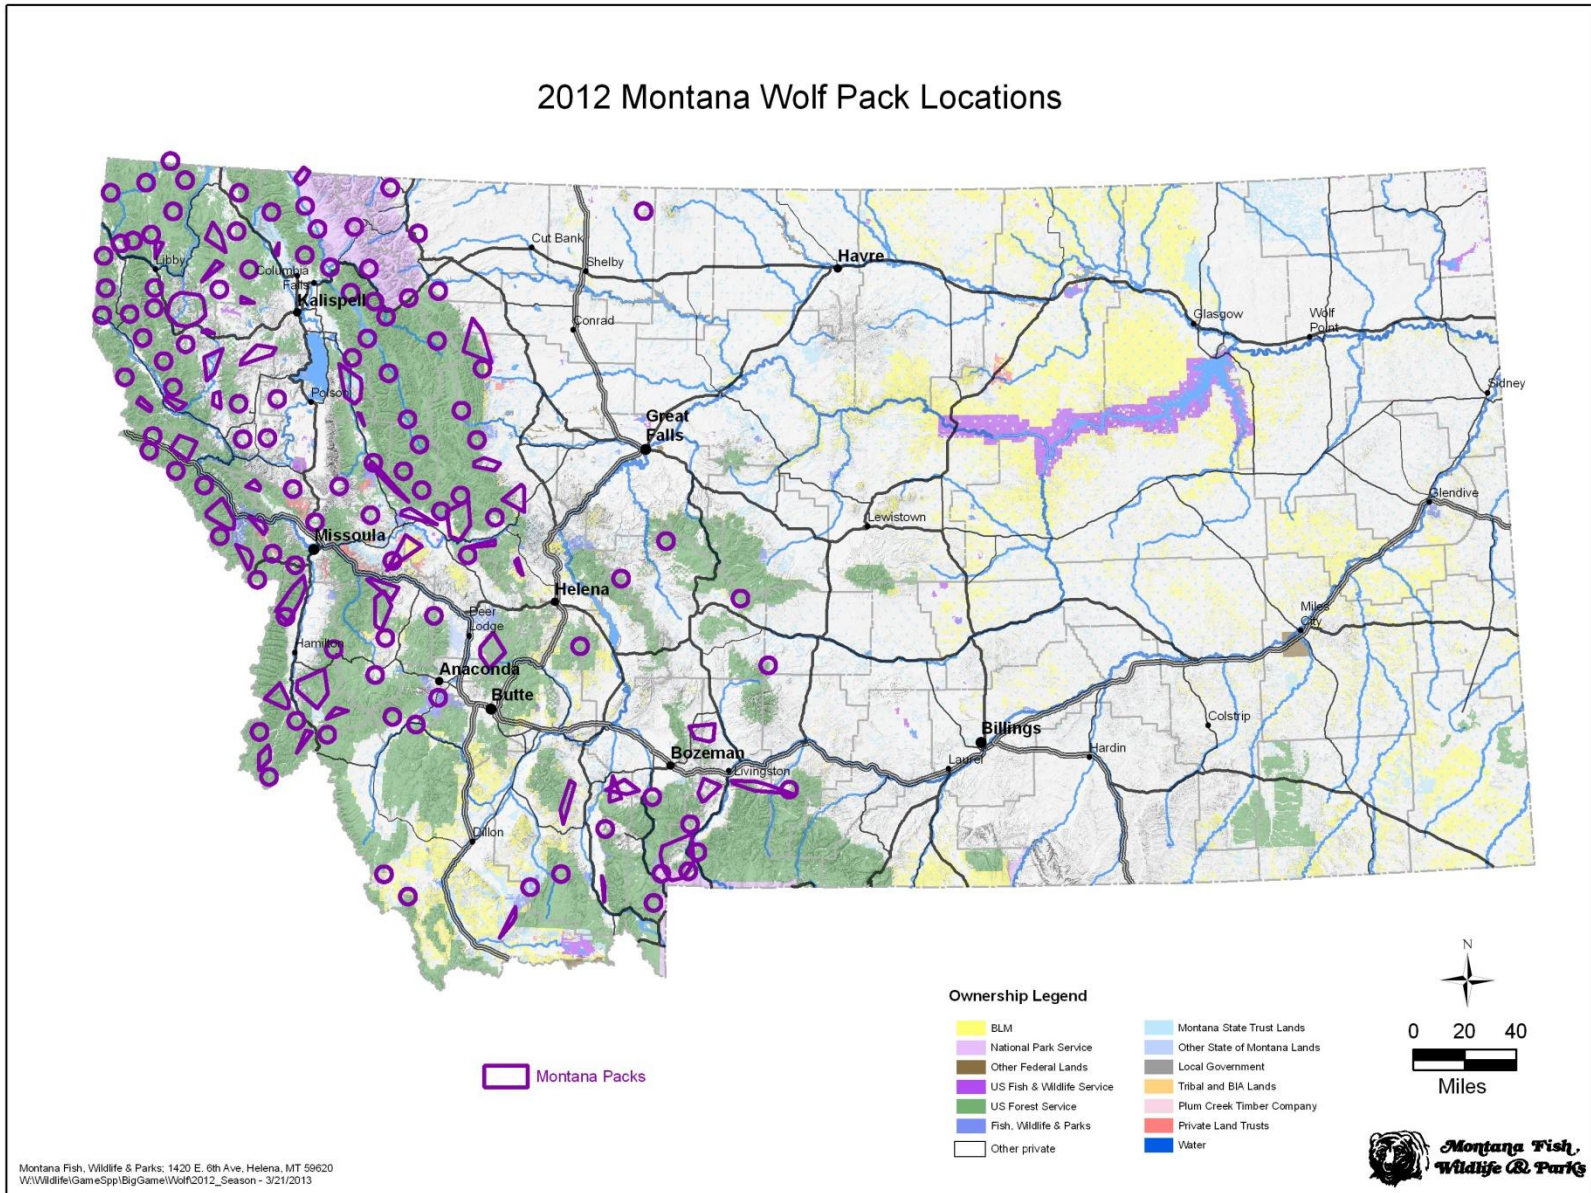 2012 Montana Wolf Pack Locations
Cut Bank
Shelby
Havre
Libby
Columbia
Falls
Kalispell
Conrad
Glasgow
Wolf
Point
Sidney
Polson
Great
Falls
Glendive
Lewistown
Missoula
Helena
Deer
Lodge
Miles
City
Hamilton
Anaconda
Butte
Colstrip
Billings
Hardin
Laurel
Bozeman
Livingston
Dillon
N
0 20 40
Miles
Ownership Legend
BLM
National Park Service
Other Federal Lands
US Fish & Wildlife Service
US Forest Service
Fish, Wildlife & Parks
Other private
Montana State Trust Lands
Other State of Montana Lands
Local Government
Tribal and BIA Lands
Plum Creek Timber Company
Private Land Trusts
Water
Montana Packs
Montana Fish,
Wildlife & Parks
Montana Fish, Wildlife & Parks; 1420 E. 6th Ave, Helena, MT 59620
W:\Wildlife\GameSpp\BigGame\Wolf\2012_Season - 3/21/2013